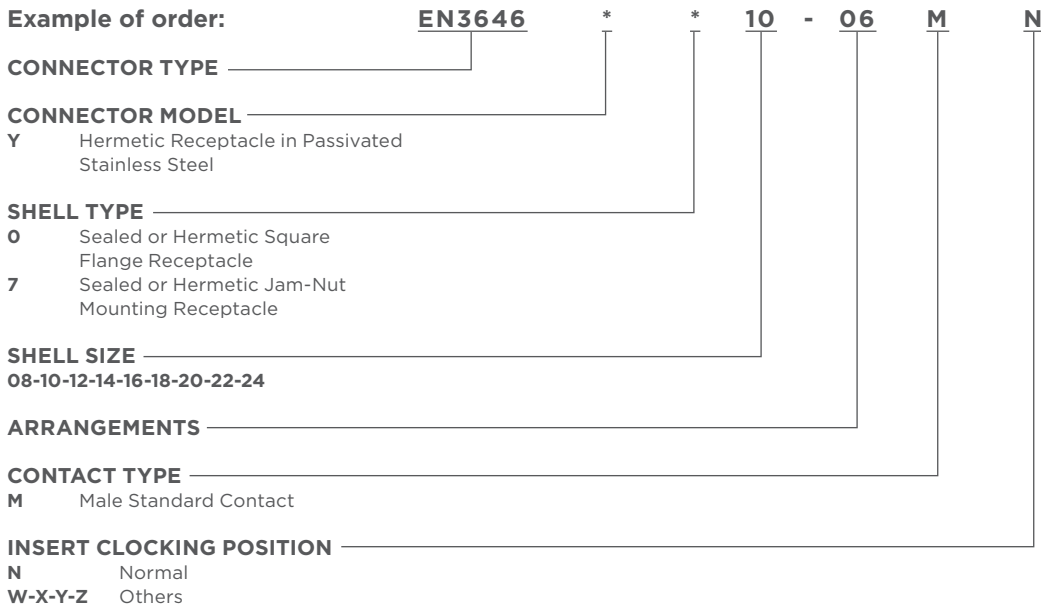 Example of order: EN3646 * * 10 - 06 M N
CONNECTOR TYPE
CONNECTOR MODEL
Y Hermetic Receptacle in Passivated
Stainless Steel
SHELL TYPE
0 Sealed or Hermetic Square
Flange Receptacle
7 Sealed or Hermetic Jam-Nut
Mounting Receptacle
SHELL SIZE
08-10-12-14-16-18-20-22-24
ARRANGEMENTS
CONTACT TYPE
M Male Standard Contact
INSERT CLOCKING POSITION
N Normal
W-X-Y-Z Others